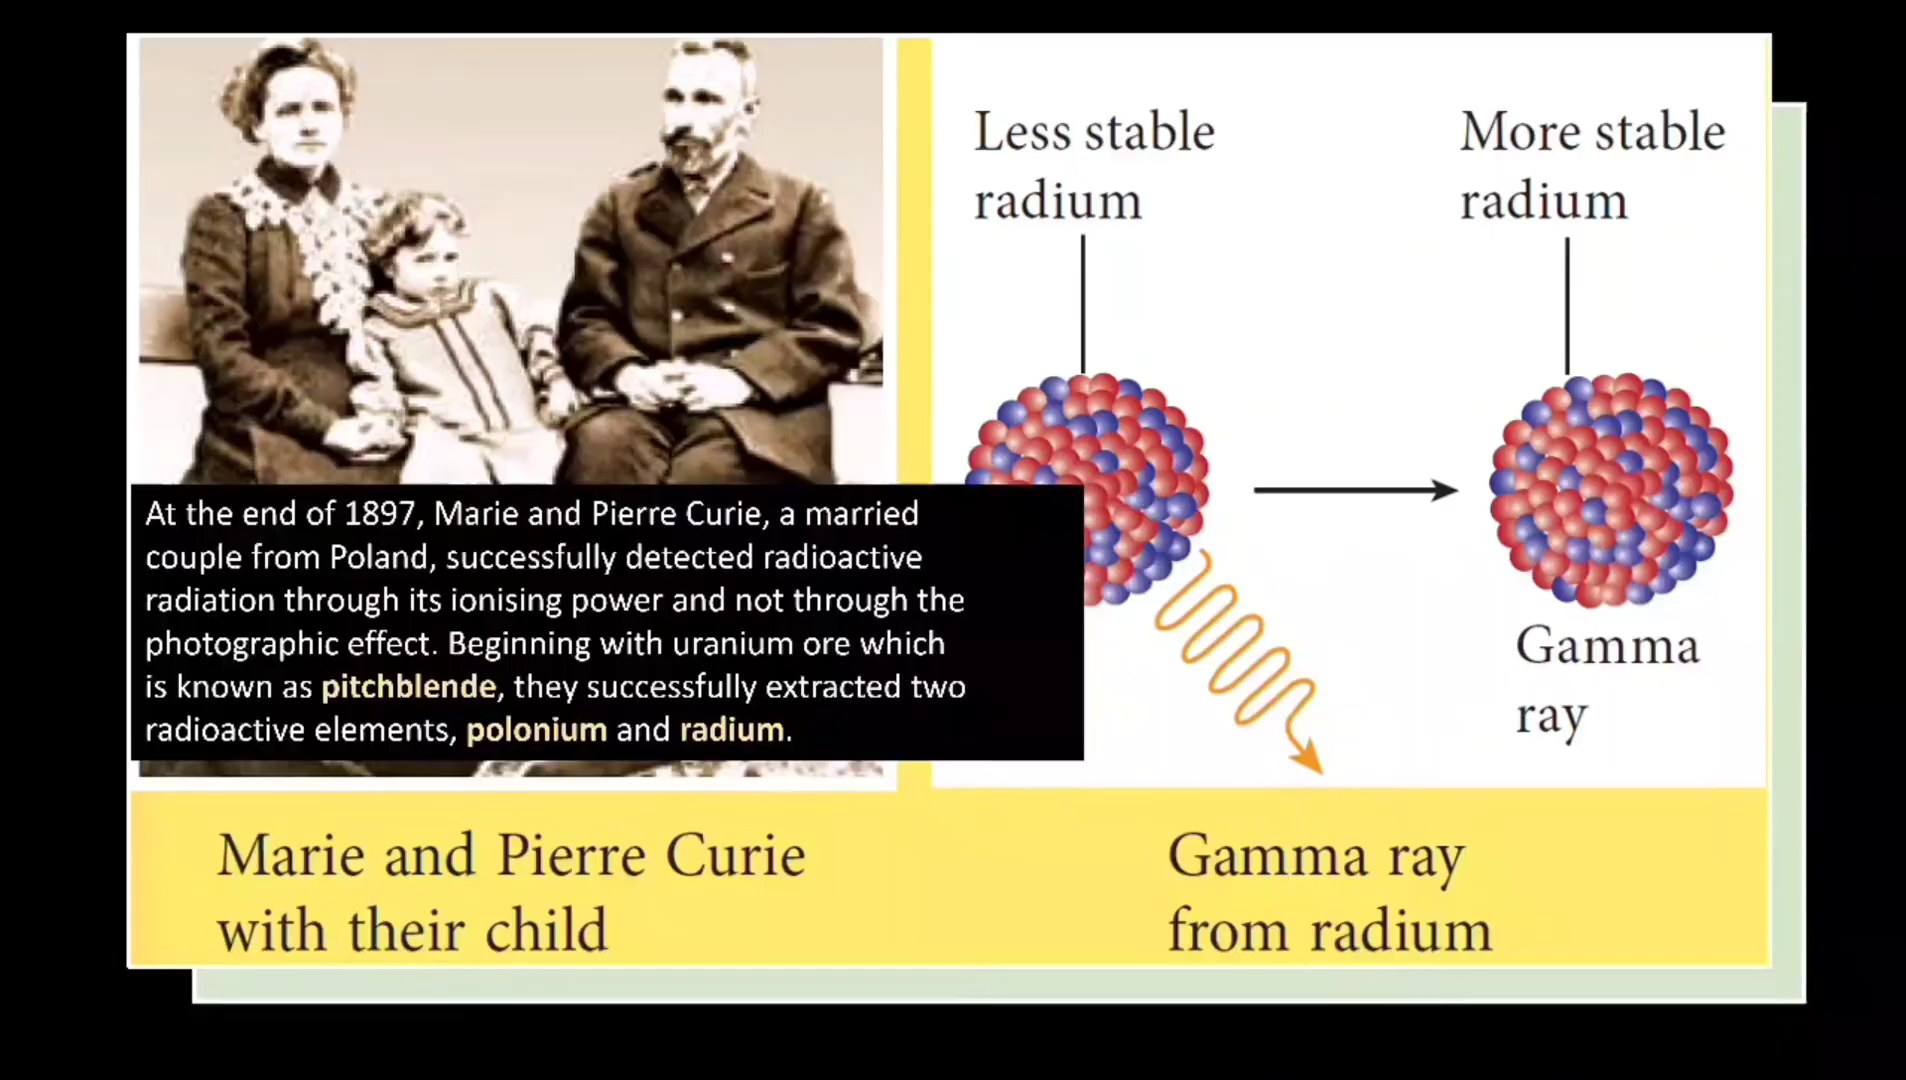 Less stable
radium
More stable
radium
At the end of 1897, Marie and Pierre Curie, a married
couple from Poland, successfully detected radioactive
radiation through its ionising power and not through the
photographic effect. Beginning with uranium ore which
is known as pitchblende, they successfully extracted two
radioactive elements, polonium and radium.
Gamma
ray
Marie and Pierre Curie
with their child
Gamma ray
from radium